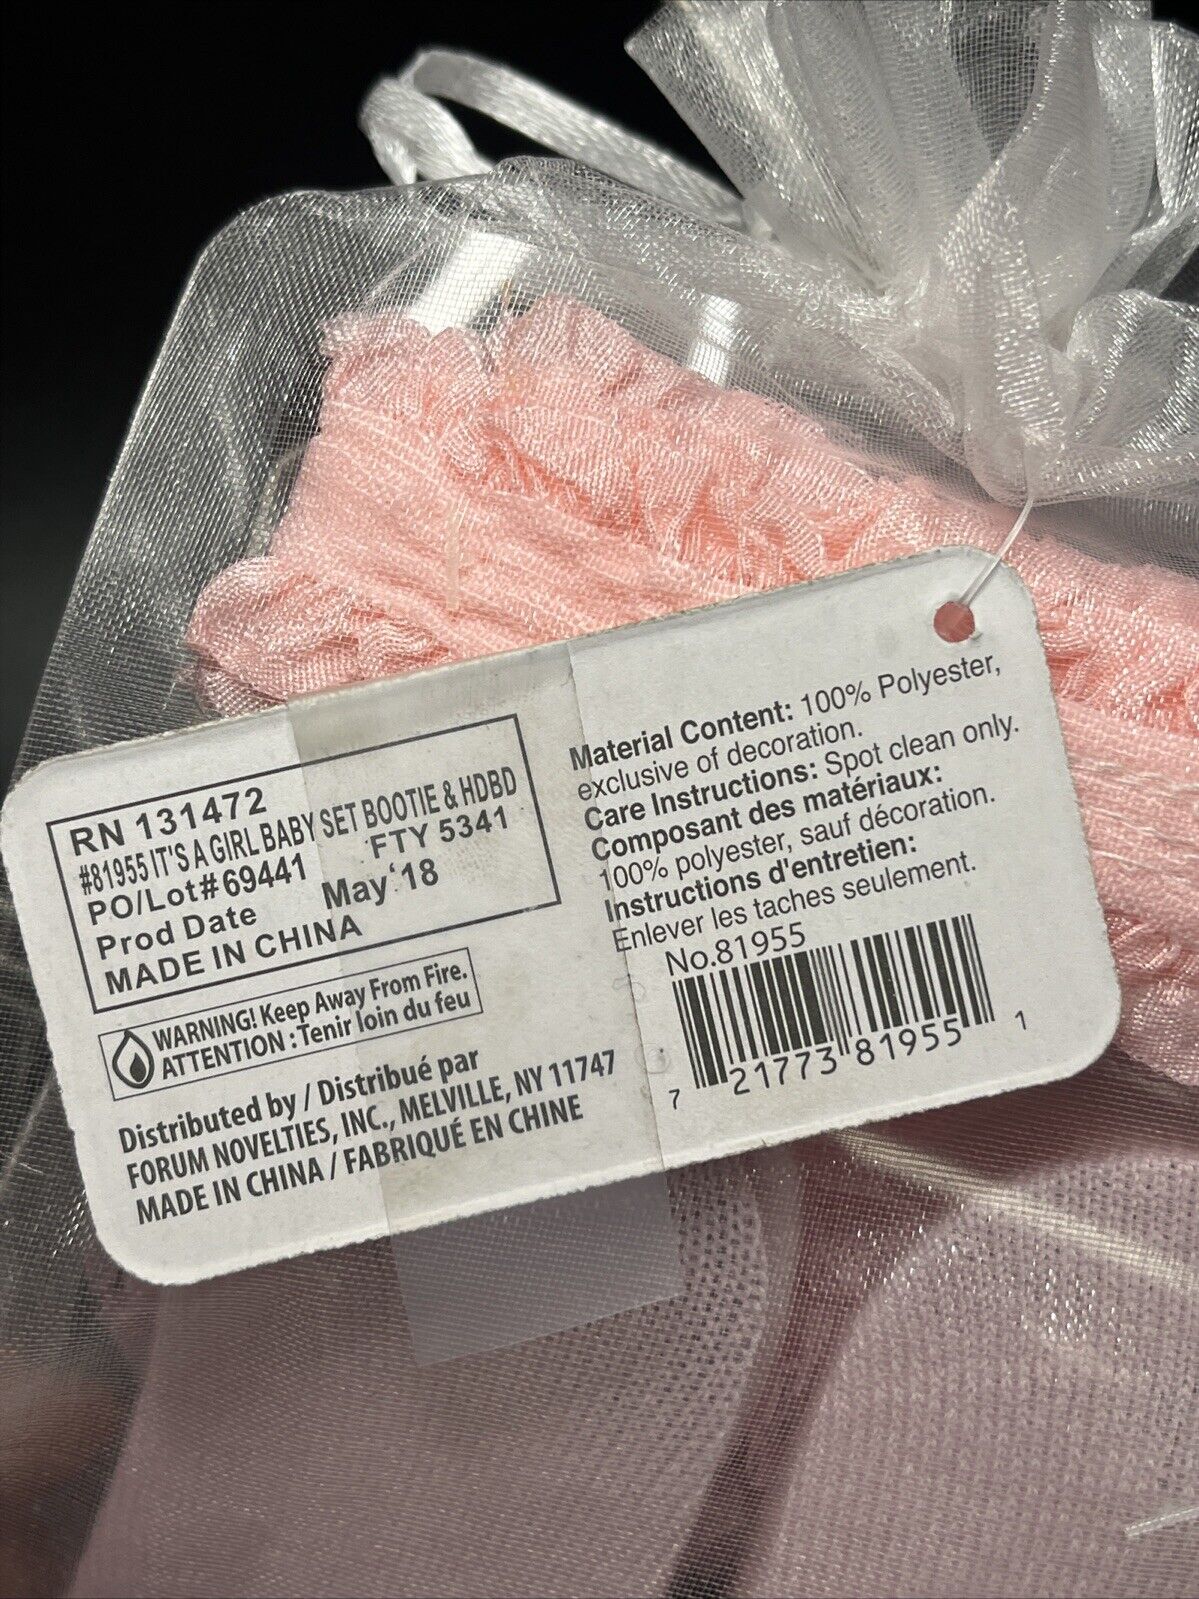 RN 131472
#81955 IT'S A GIRL BABY SET BOOTIE & HDBD
PO/Lot# 69441 FTY 5341
Prod Date May '18
MADE IN CHINA
WARNING! Keep Away From Fire.
ATTENTION : Tenir loin du feu
Distributed by / Distribué par
FORUM NOVELTIES, INC., MELVILLE, NY 11747
MADE IN CHINA / FABRIQUÉ EN CHINE
Material Content: 100% Polyester,
exclusive of decoration.
Care Instructions: Spot clean only.
Composant des matériaux:
100% polyester, sauf décoration.
Instructions d'entretien:
Enlever les taches seulement.
No.81955
7 21773 81955 1